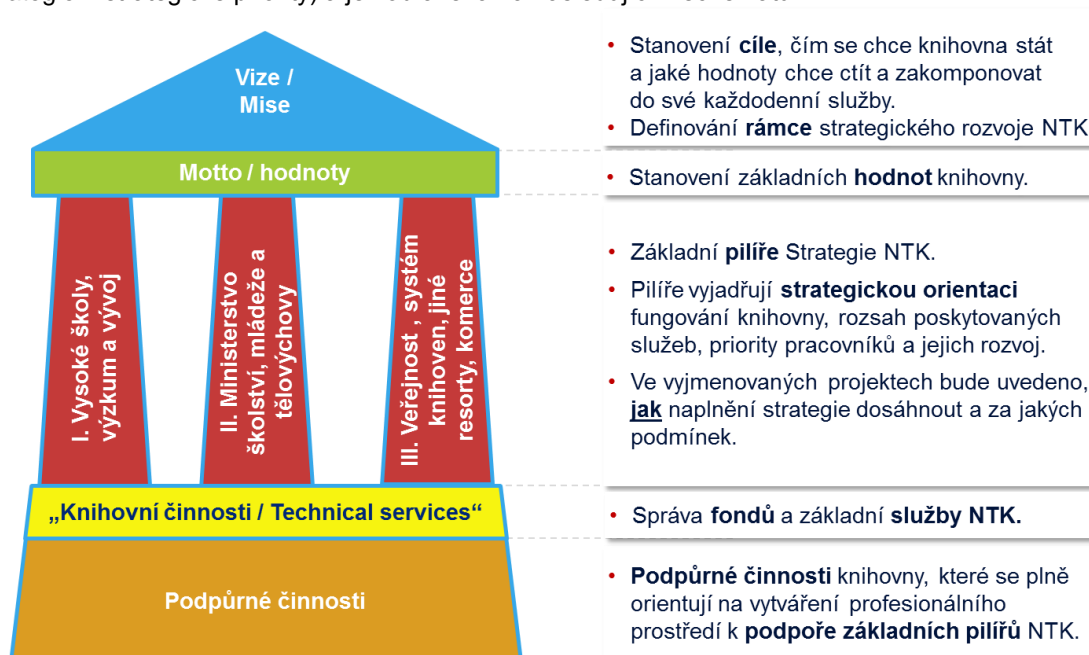 Vize /
Mise
Motto / hodnoty
I. Vysoké školy,
výzkum a vývoj
II. Ministerstvo
školství, mládeže a
tělovýchovy
III. Veřejnost , systém
knihoven, jiné
resorty, komerce
„Knihovní činnosti / Technical services“
Podpůrné činnosti
• Stanovení cíle, čím se chce knihovna stát
a jaké hodnoty chce ctít a zakomponovat
do své každodenní služby.
• Definování rámce strategického rozvoje NTK
• Stanovení základních hodnot knihovny.
• Základní pilíře Strategie NTK.
• Pilíře vyjadřují strategickou orientaci
fungování knihovny, rozsah poskytovaných
služeb, priority pracovníků a jejich rozvoj.
• Ve vyjmenovaných projektech bude uvedeno,
jak naplnění strategie dosáhnout a za jakých
podmínek.
• Správa fondů a základní služby NTK.
• Podpůrné činnosti knihovny, které se plně
orientují na vytváření profesionálního
prostředí k podpoře základních pilířů NTK.